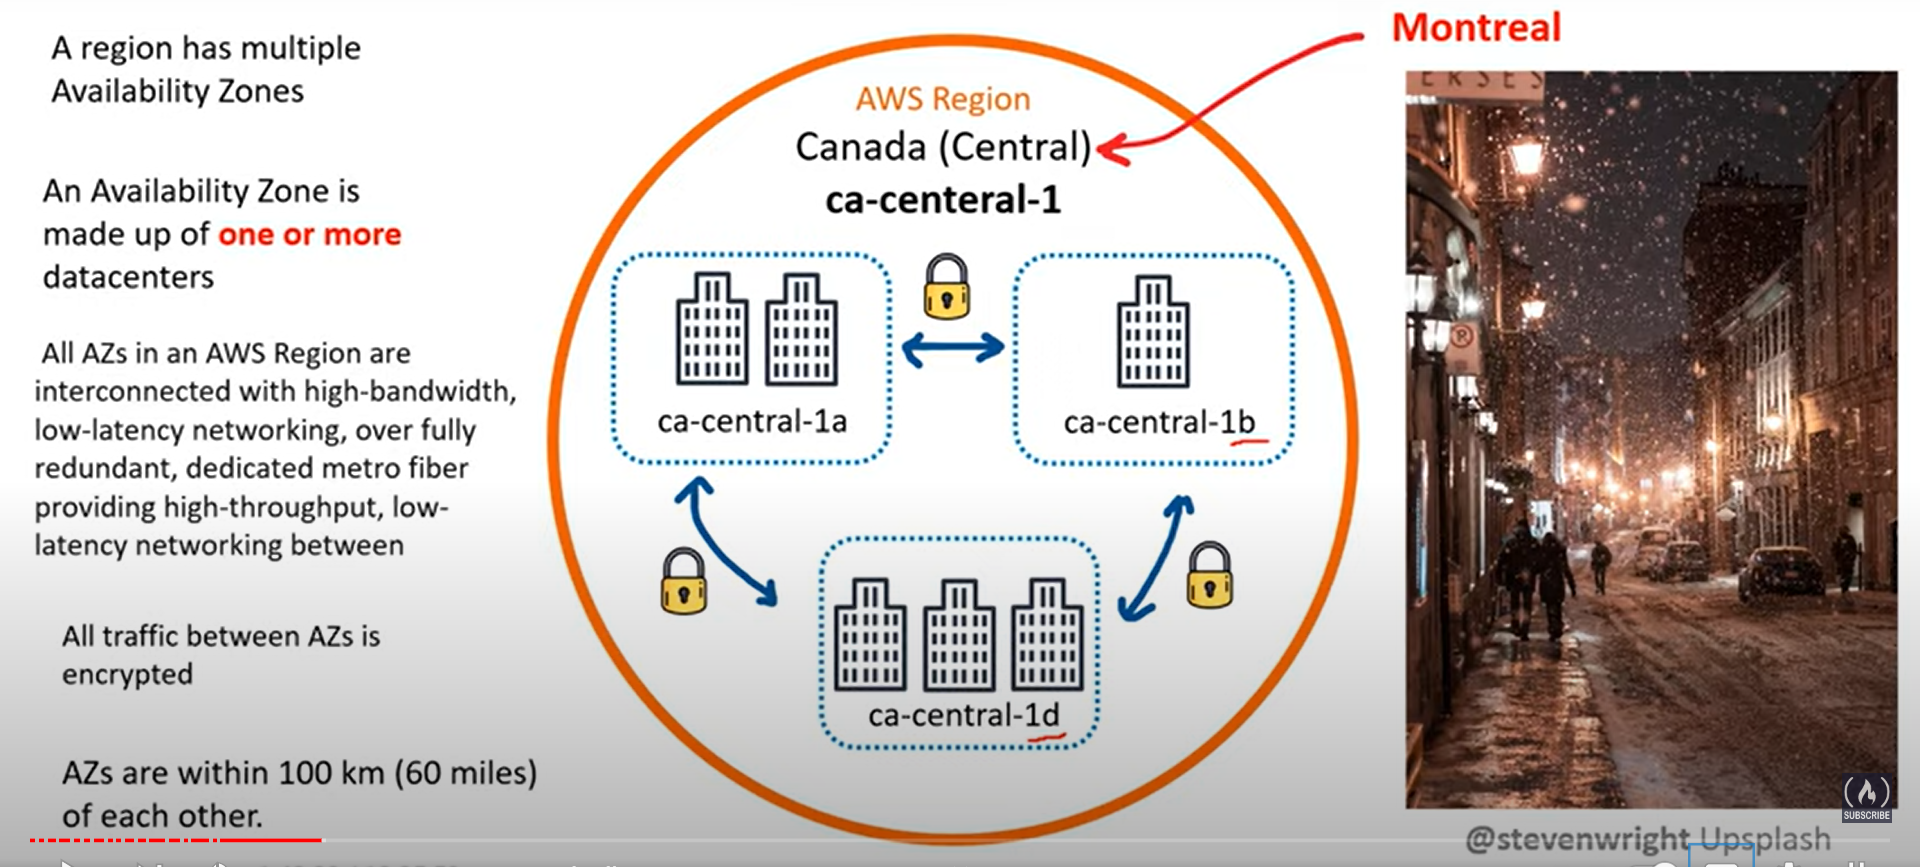 A region has multiple
Availability Zones
An Availability Zone is
made up of one or more
datacenters
All AZs in an AWS Region are
interconnected with high-bandwidth,
low-latency networking, over fully
redundant, dedicated metro fiber
providing high-throughput, low-
latency networking between
All traffic between AZs is
encrypted
AZs are within 100 km (60 miles)
of each other.
AWS Region
Canada (Central)
ca-centeral-1
ca-central-1a
ca-central-1b
ca-central-1d
Montreal
ERSES
SUBSCRIBE
@stevenwright Upsplash